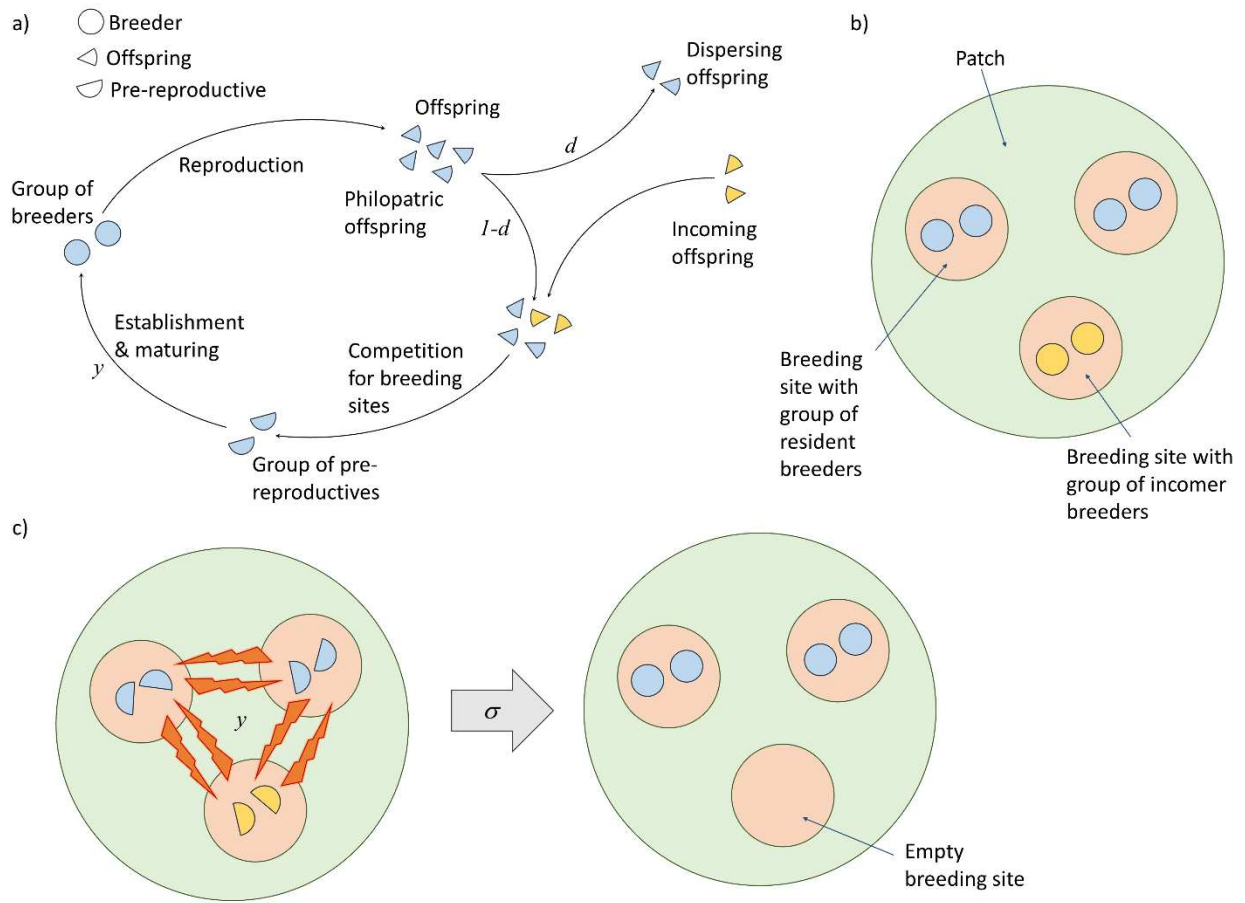 a)
Breeder
Offspring
Pre-reproductive
Group of
breeders
Reproduction
Offspring
Philopatric
offspring
d
Dispersing
offspring
1-d
Incoming
offspring
Competition
for breeding
sites
Group of pre-
reproductives
Establishment
& maturing
y
b)
Patch
Breeding
site with
group of
resident
breeders
Breeding site with
group of incomer
breeders
c)
y
σ
Empty
breeding site